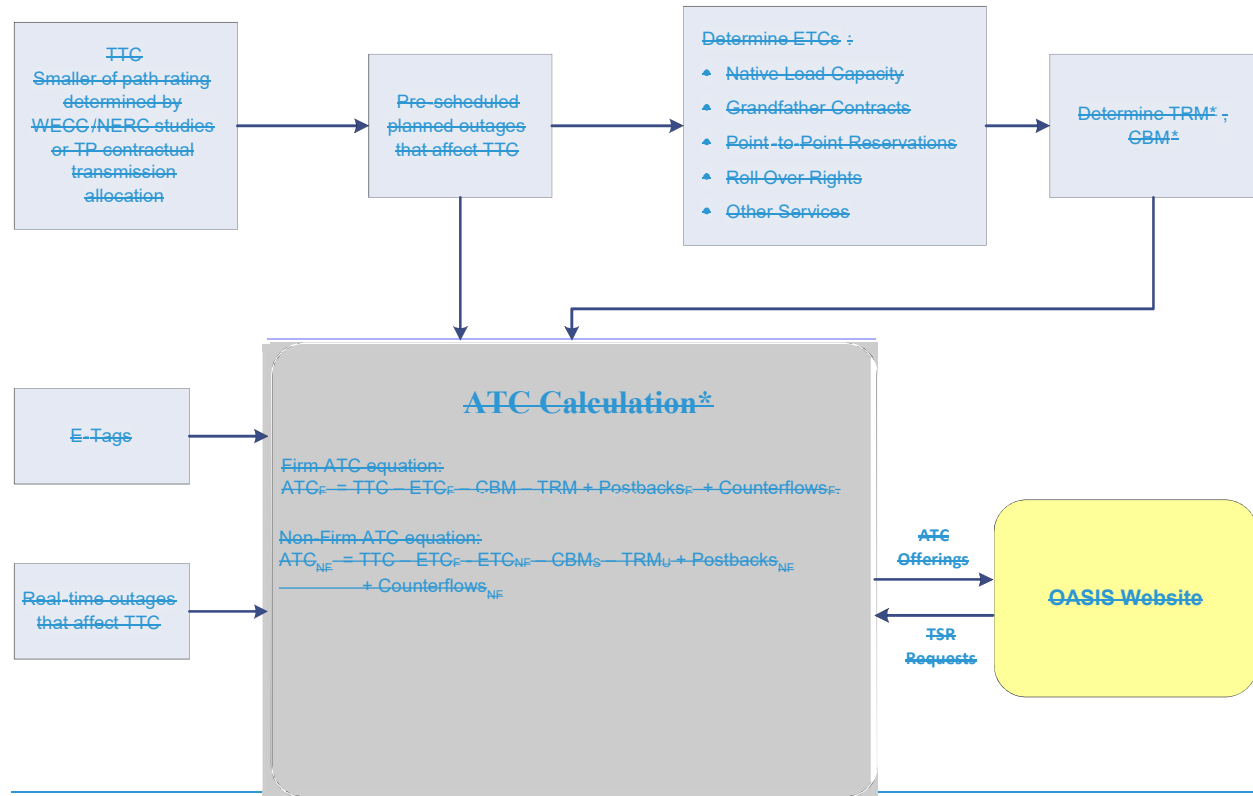 TTC
Smaller of path rating
determined by
WECC/NERC studies
or TP contractual
transmission
allocation
Pre-scheduled
planned outages
that affect TTC
Determine ETCs :
• Native Load Capacity
• Grandfather Contracts
• Point-to-Point Reservations
• Roll Over Rights
• Other Services
Determine TRM* ,
CBM*
E-Tags
Real-time outages
that affect TTC
ATC Calculation*
Firm ATC equation:
ATCF = TTC – ETCF – CBM – TRM + PostbacksF + CounterflowsF.
Non-Firm ATC equation:
ATCNF = TTC – ETCF - ETCNF – CBMS – TRMU + PostbacksNF
+ CounterflowsNF
ATC
Offerings
TSR
Requests
OASIS Website